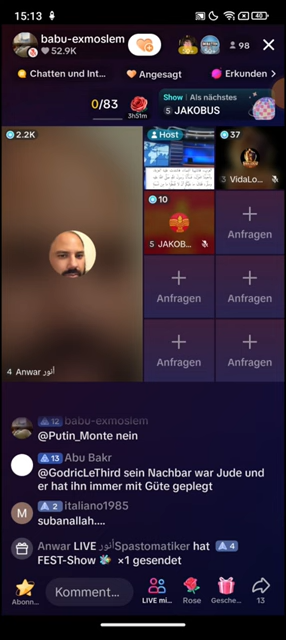 15:13
40
babu-exmoslem
52.9K
98
Chatten und Int...
Angesagt
Erkunden
0/83
3h51m
Show | Als nächstes
5 JAKOBUS
2.2K
Host
37
3 VidaLo...
10
5 JAKOB...
Anfragen
Anfragen
Anfragen
Anfragen
Anfragen
4 Anwar أنور
12 babu-exmoslem
@Putin_Monte nein
13 Abu Bakr
@GodricLeThird sein Nachbar war Jude und
er hat ihn immer mit Güte geplegt
M
2 italiano1985
subanallah....
Anwar LIVE أنور Spastomatiker hat 4
FEST-Show ×1 gesendet
Abonn...
Komment...
LIVE mi...
Rose
Gesche...
13